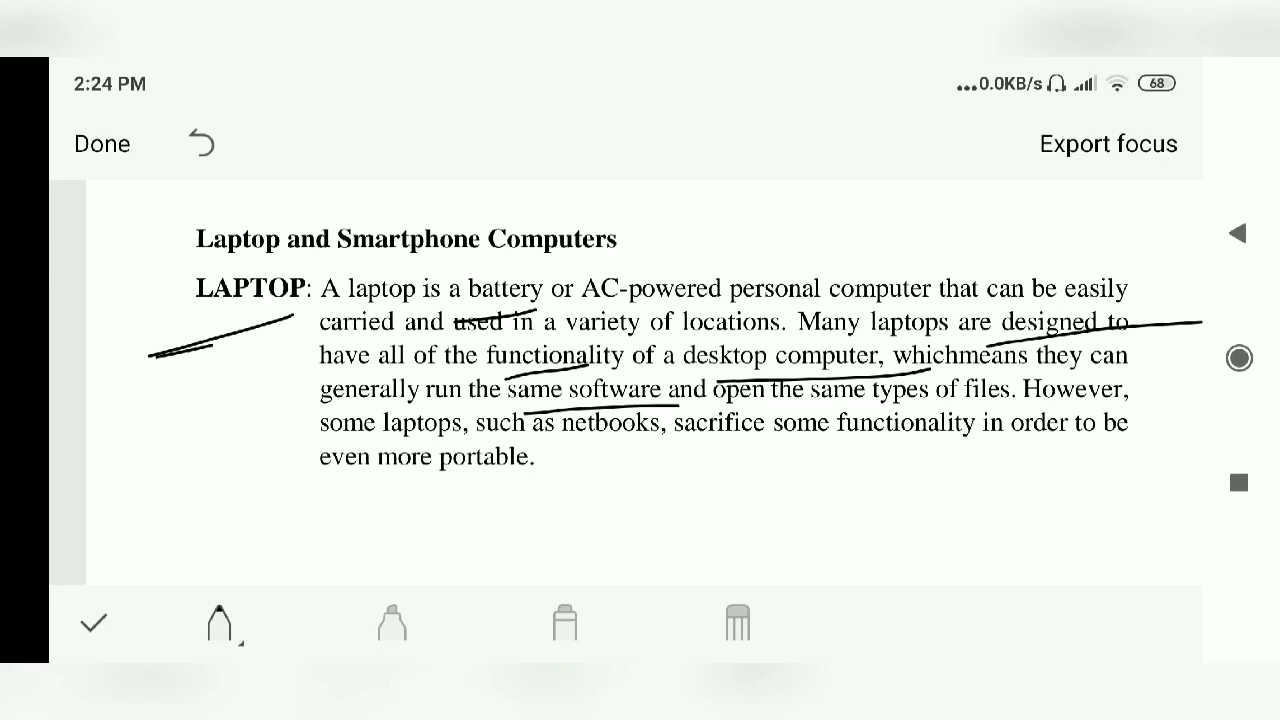 2:24 PM ...0.0KB/s 68
Done Export focus
Laptop and Smartphone Computers
LAPTOP: A laptop is a battery or AC-powered personal computer that can be easily
carried and used in a variety of locations. Many laptops are designed to
have all of the functionality of a desktop computer, whichmeans they can
generally run the same software and open the same types of files. However,
some laptops, such as netbooks, sacrifice some functionality in order to be
even more portable.